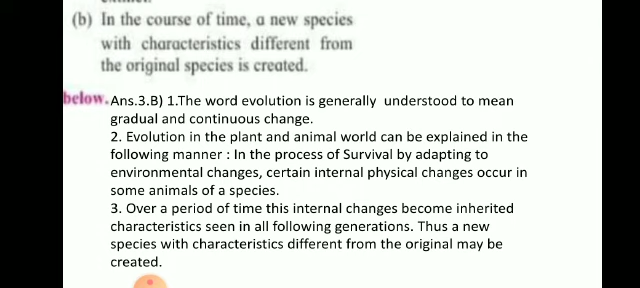 (b) In the course of time, a new species
with characteristics different from
the original species is created.
below. Ans.3.B) 1.The word evolution is generally understood to mean
gradual and continuous change.
2. Evolution in the plant and animal world can be explained in the
following manner : In the process of Survival by adapting to
environmental changes, certain internal physical changes occur in
some animals of a species.
3. Over a period of time this internal changes become inherited
characteristics seen in all following generations. Thus a new
species with characteristics different from the original may be
created.